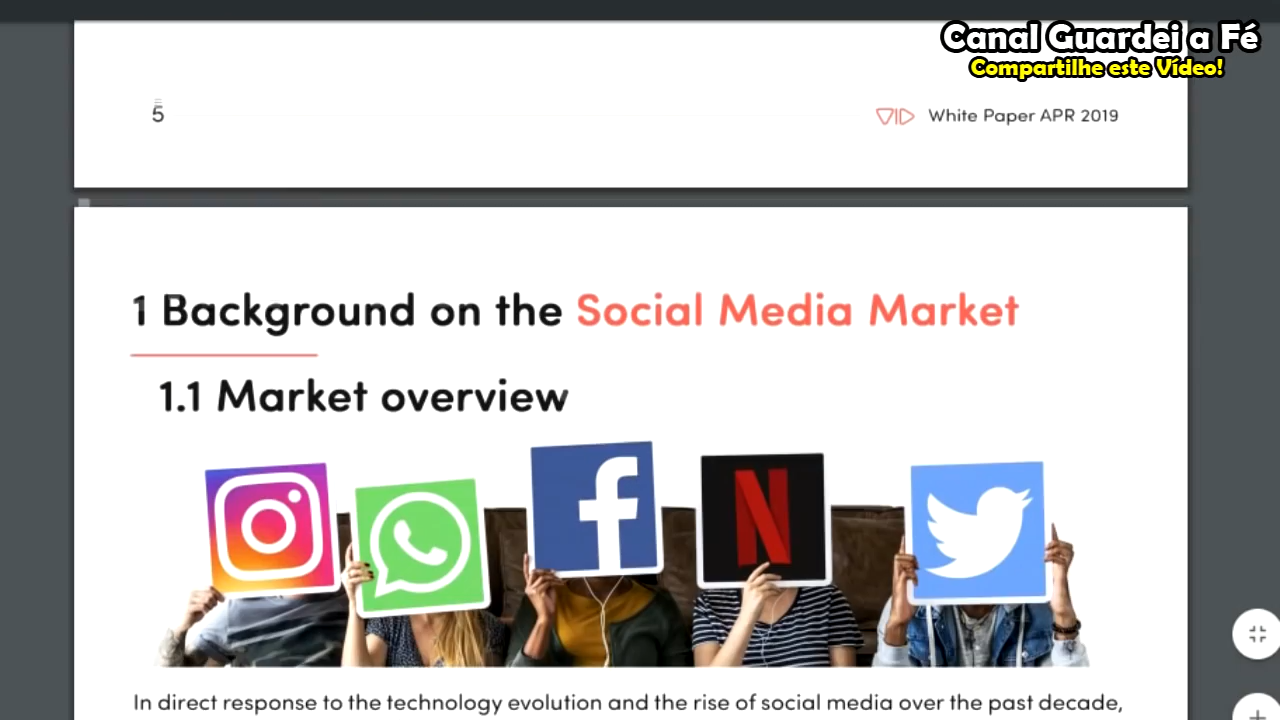 Canal Guardei a Fé
Compartilhe este Vídeo!
5
White Paper APR 2019
1 Background on the Social Media Market
1.1 Market overview
In direct response to the technology evolution and the rise of social media over the past decade,